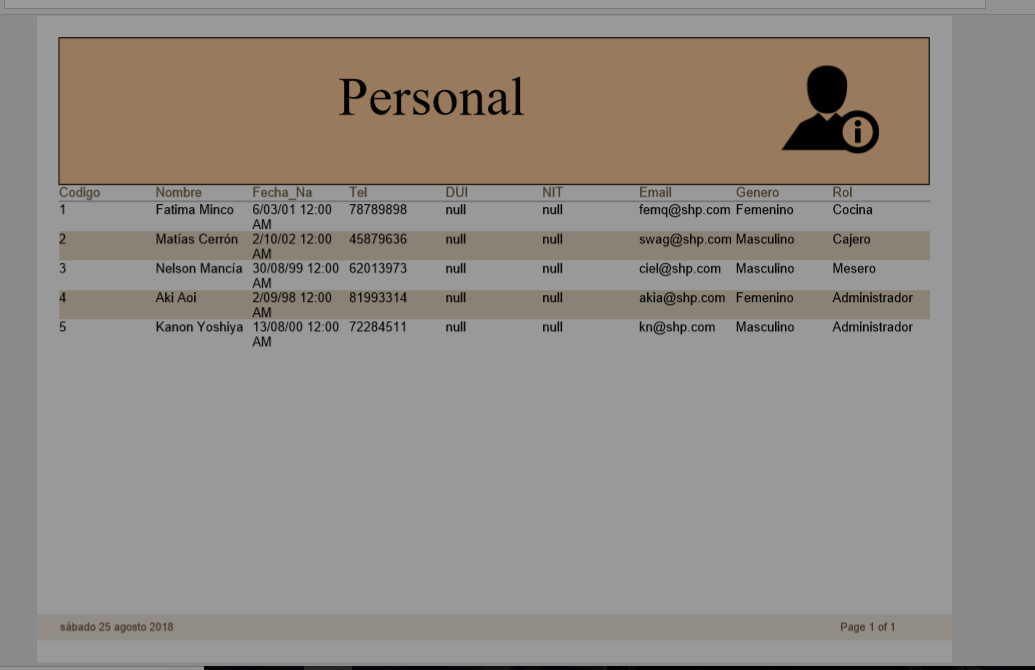 Personal
Codigo Nombre Fecha_Na Tel DUI NIT Email Genero Rol
1 Fatima Minco 6/03/01 12:00 78789898 null null femq@shp.com Femenino Cocina
AM
2 Matías Cerrón 2/10/02 12:00 45879636 null null swag@shp.com Masculino Cajero
AM
3 Nelson Mancía 30/08/99 12:00 62013973 null null ciel@shp.com Masculino Mesero
AM
4 Aki Aoi 2/09/98 12:00 81993314 null null akia@shp.com Femenino Administrador
AM
5 Kanon Yoshiya 13/08/00 12:00 72284511 null null kn@shp.com Masculino Administrador
AM
sábado 25 agosto 2018 Page 1 of 1